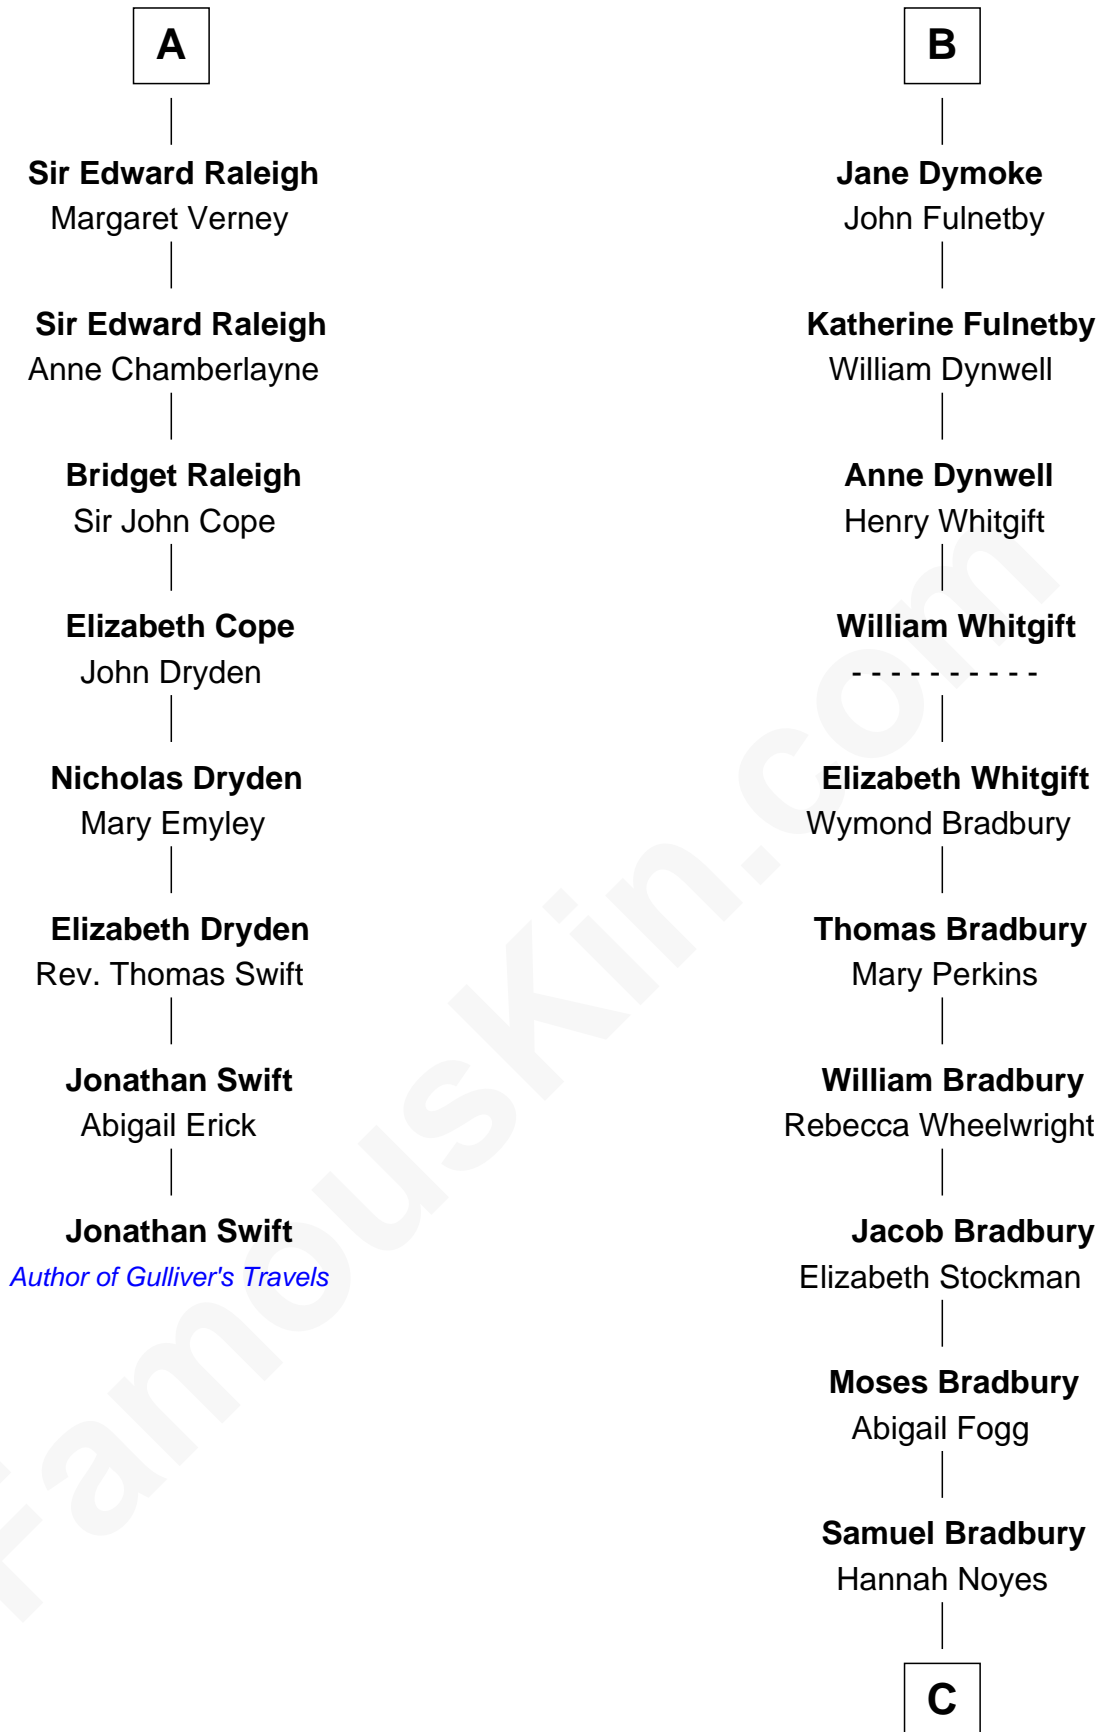 A
Sir Edward Raleigh
Margaret Verney
Sir Edward Raleigh
Anne Chamberlayne
Bridget Raleigh
Sir John Cope
Elizabeth Cope
John Dryden
Nicholas Dryden
Mary Emyley
Elizabeth Dryden
Rev. Thomas Swift
Jonathan Swift
Abigail Erick
Jonathan Swift
Author of Gulliver's Travels
B
Jane Dymoke
John Fulnetby
Katherine Fulnetby
William Dynwell
Anne Dynwell
Henry Whitgift
William Whitgift
- - - - - - - - - -
Elizabeth Whitgift
Wymond Bradbury
Thomas Bradbury
Mary Perkins
William Bradbury
Rebecca Wheelwright
Jacob Bradbury
Elizabeth Stockman
Moses Bradbury
Abigail Fogg
Samuel Bradbury
Hannah Noyes
C
FamousKin.com